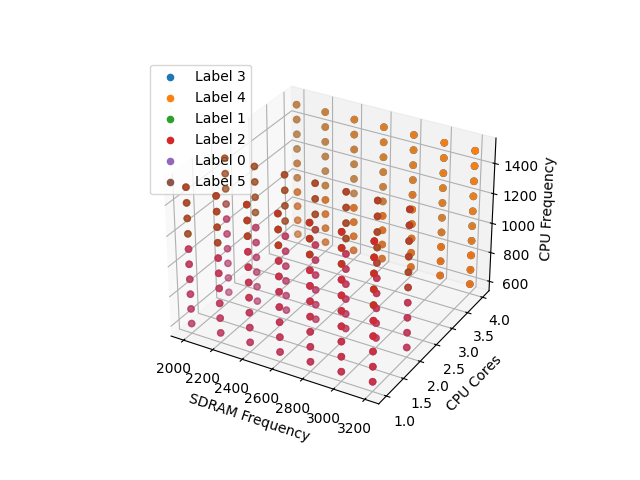 Label 3
Label 4
Label 1
Label 2
Label 0
Label 5
1400
1200
1000
800
600
CPU Frequency
4.0
3.5
3.0
2.5
2.0
1.5
1.0
CPU Cores
2000
2200
2400
2600
2800
3000
3200
SDRAM Frequency